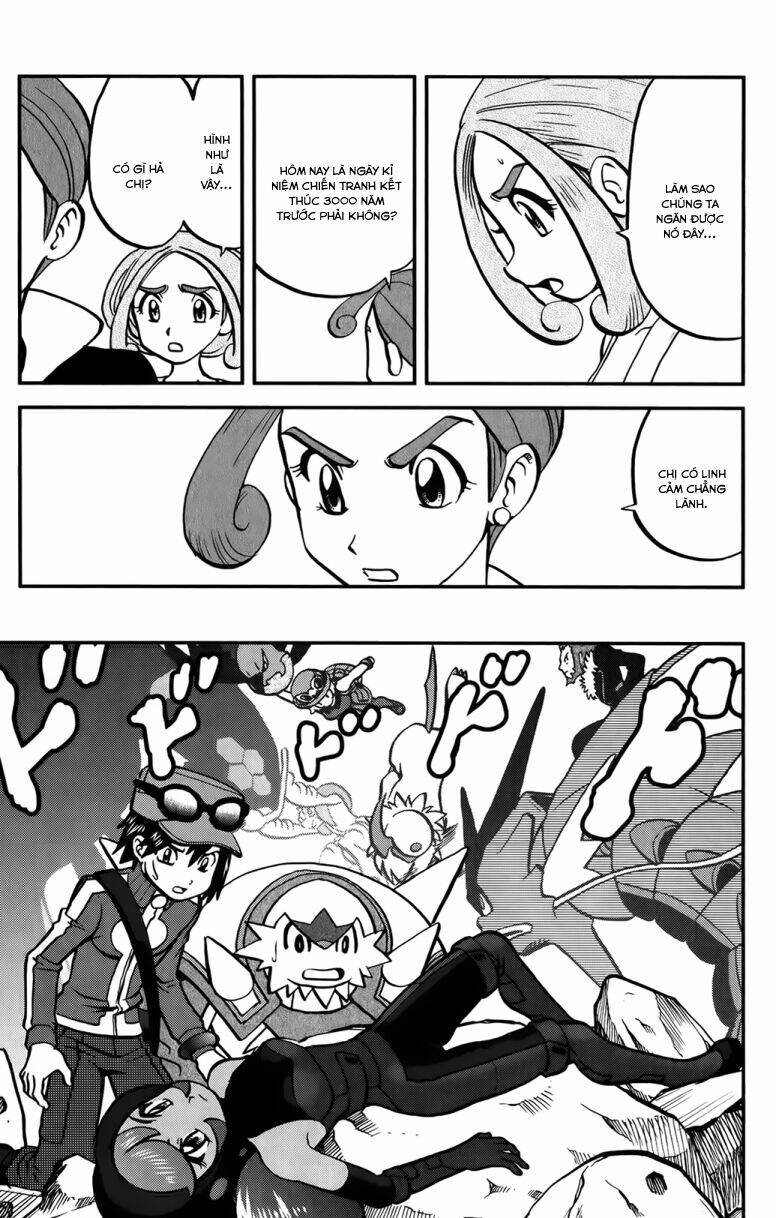 LÀM SAO
CHÚNG TA
NGĂN ĐƯỢC
NÓ ĐÂY...
HÔM NAY LÀ NGÀY KỈ
NIỆM CHIẾN TRANH KẾT
THÚC 3000 NĂM
TRƯỚC PHẢI KHÔNG?
HÌNH
NHƯ
LÀ
VẬY...
CÓ GÌ HẢ
CHỊ?
CHỊ CÓ LINH
CẢM CHẲNG
LÀNH.
ドドドドド